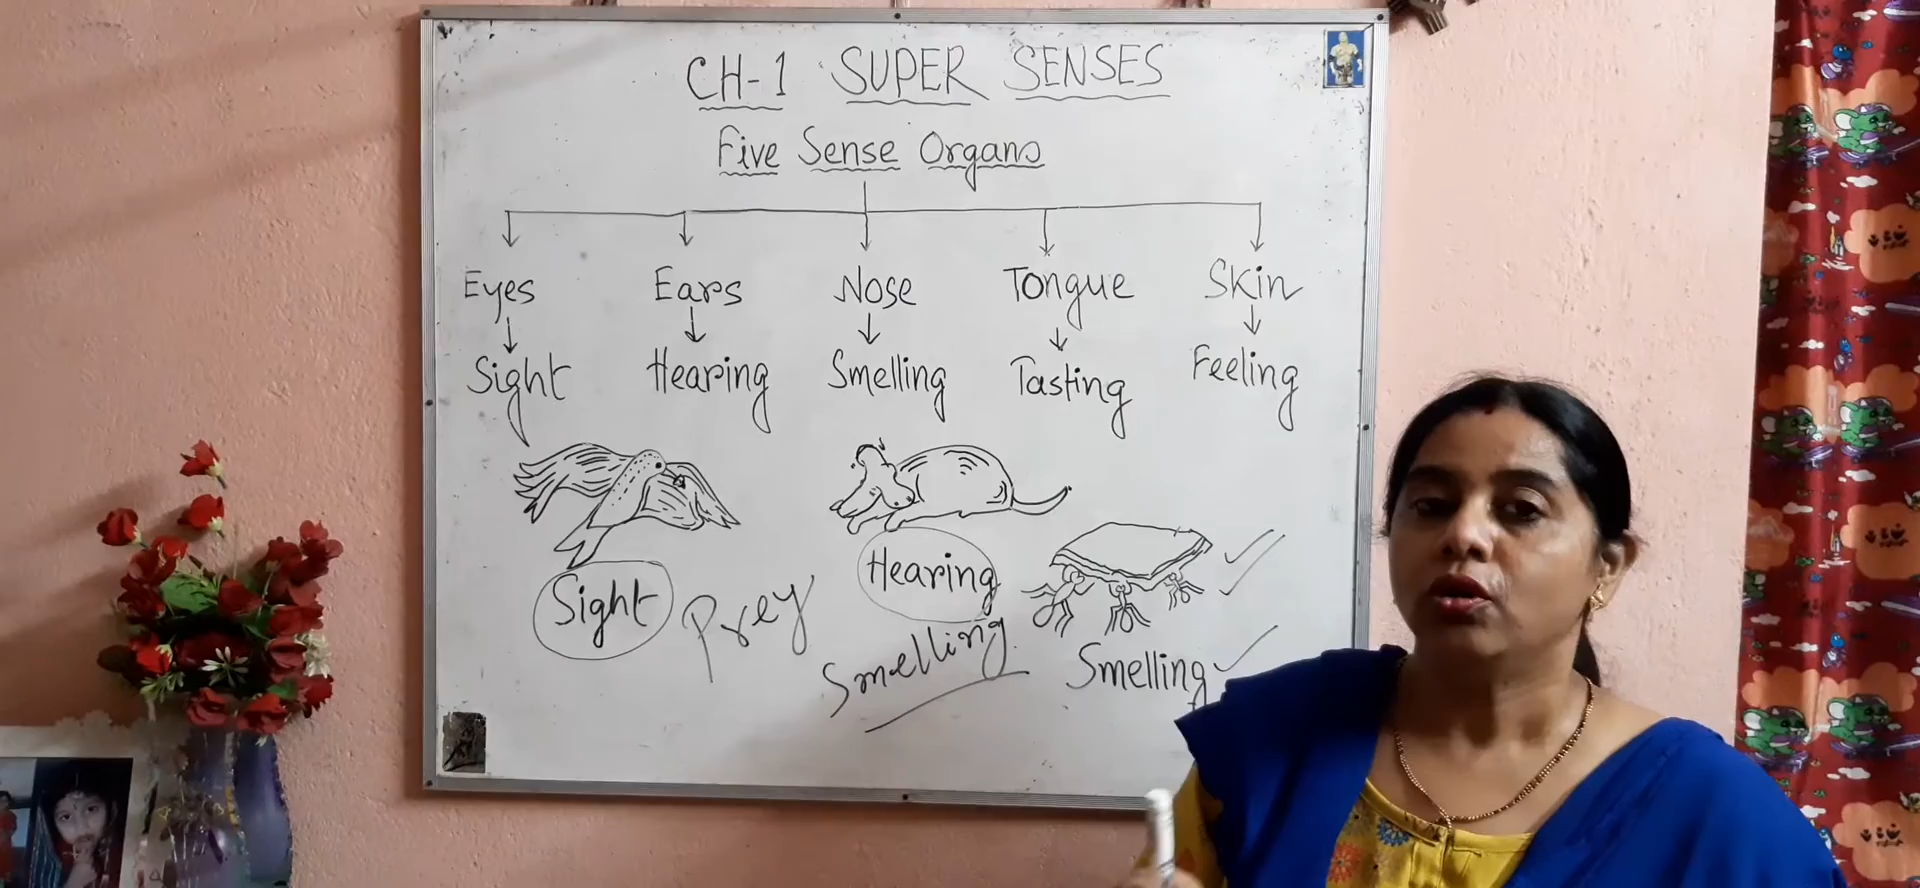 CH-1 SUPER SENSES
Five Sense Organs
Eyes Ears Nose Tongue Skin
Sight Hearing Smelling Tasting Feeling
Sight Prey Hearing
Smelling Smelling